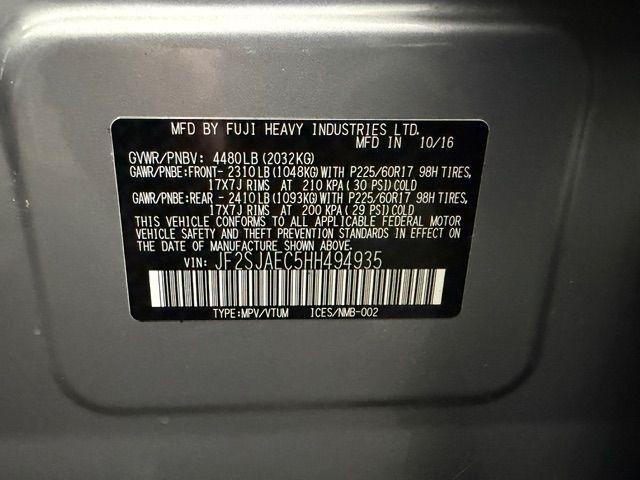 MFD BY FUJI HEAVY INDUSTRIES LTD.
MFD IN 10/16
GVWR/PNBV: 4480LB(2032KG)
GAWR/PNBE:FRONT- 2310LB(1048KG)WITH P225/60R17 98H TIRES,
17X7J RIMS AT 210 KPA(30 PSI)COLD
GAWR/PNBE:REAR - 2410LB(1093KG)WITH P225/60R17 98H TIRES,
17X7J RIMS AT 200 KPA(29 PSI)COLD
THIS VEHICLE CONFORMS TO ALL APPLICABLE FEDERAL MOTOR
VEHICLE SAFETY AND THEFT PREVENTION STANDARDS IN EFFECT
ON THE DATE OF MANUFACTURE SHOWN ABOVE.
VIN: JF2SJAEC5HH494935
TYPE:MPV/VTUM ICES/NMB-002